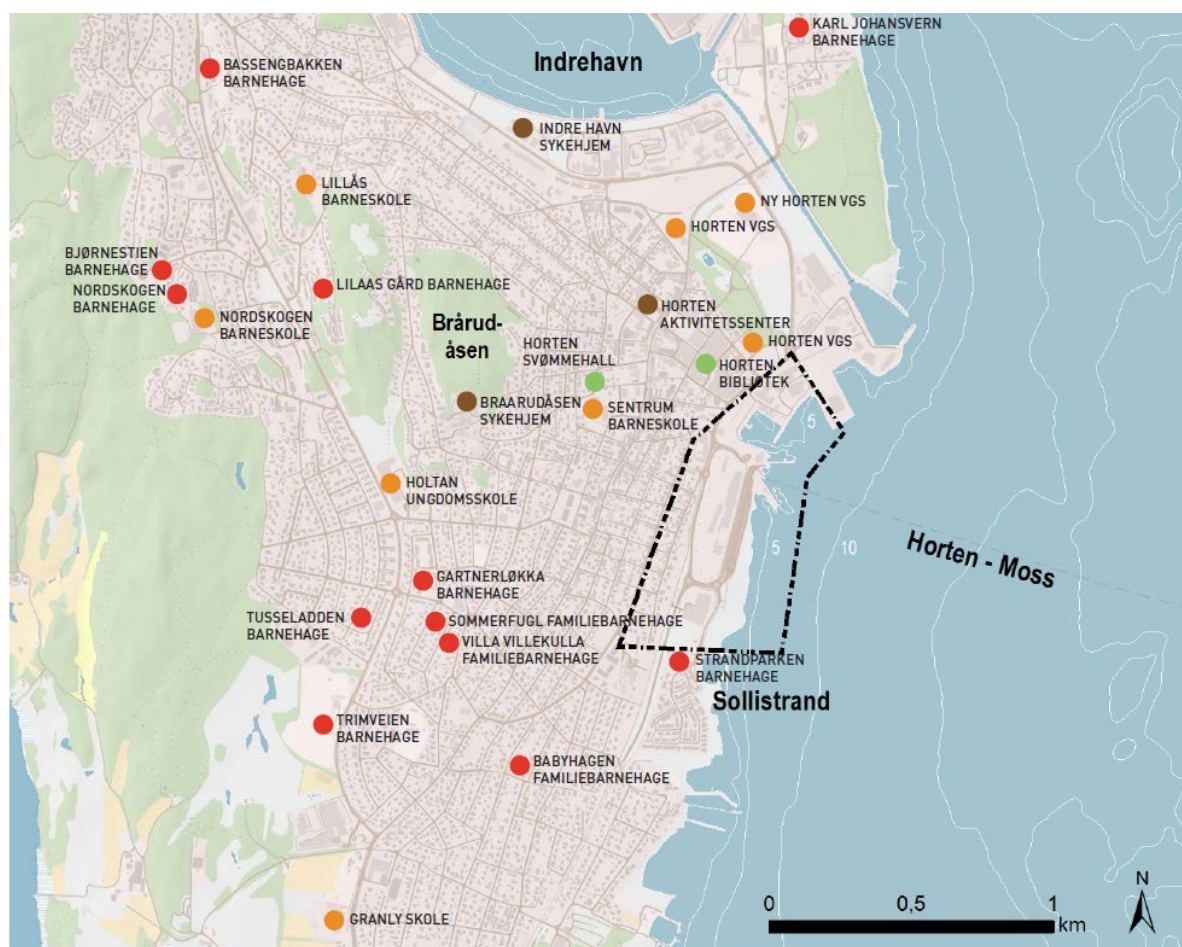 KARL JOHANSVERN
BARNEHAGE
Indrehavn
BASSENGBAKKEN
BARNEHAGE
INDRE HAVN
SYKEHJEM
LILLÅS
BARNESKOLE
NY HORTEN VGS
HORTEN VGS
BJØRNESTIEN
BARNEHAGE
NORDSKOGEN
BARNEHAGE
LILAAS GÅRD BARNEHAGE
NORDSKOGEN
BARNESKOLE
HORTEN
AKTIVITETSSENTER
Brårud-
åsen
HORTEN
SVØMMEHALL
HORTEN VGS
HORTEN
BIBLIOTEK
BRAARUDÅSEN
SYKEHJEM
SENTRUM
BARNESKOLE
5
HOLTAN
UNGDOMSSKOLE
5
10
Horten - Moss
GARTNERLØKKA
BARNEHAGE
TUSSELADDEN
BARNEHAGE
SOMMERFUGL FAMILIEBARNEHAGE
VILLA VILLEKULLA
FAMILIEBARNEHAGE
STRANDPARKEN
BARNEHAGE
Sollistrand
TRIMVEIEN
BARNEHAGE
BABYHAGEN
FAMILIEBARNEHAGE
GRANLY SKOLE
0
0,5
1
km
N